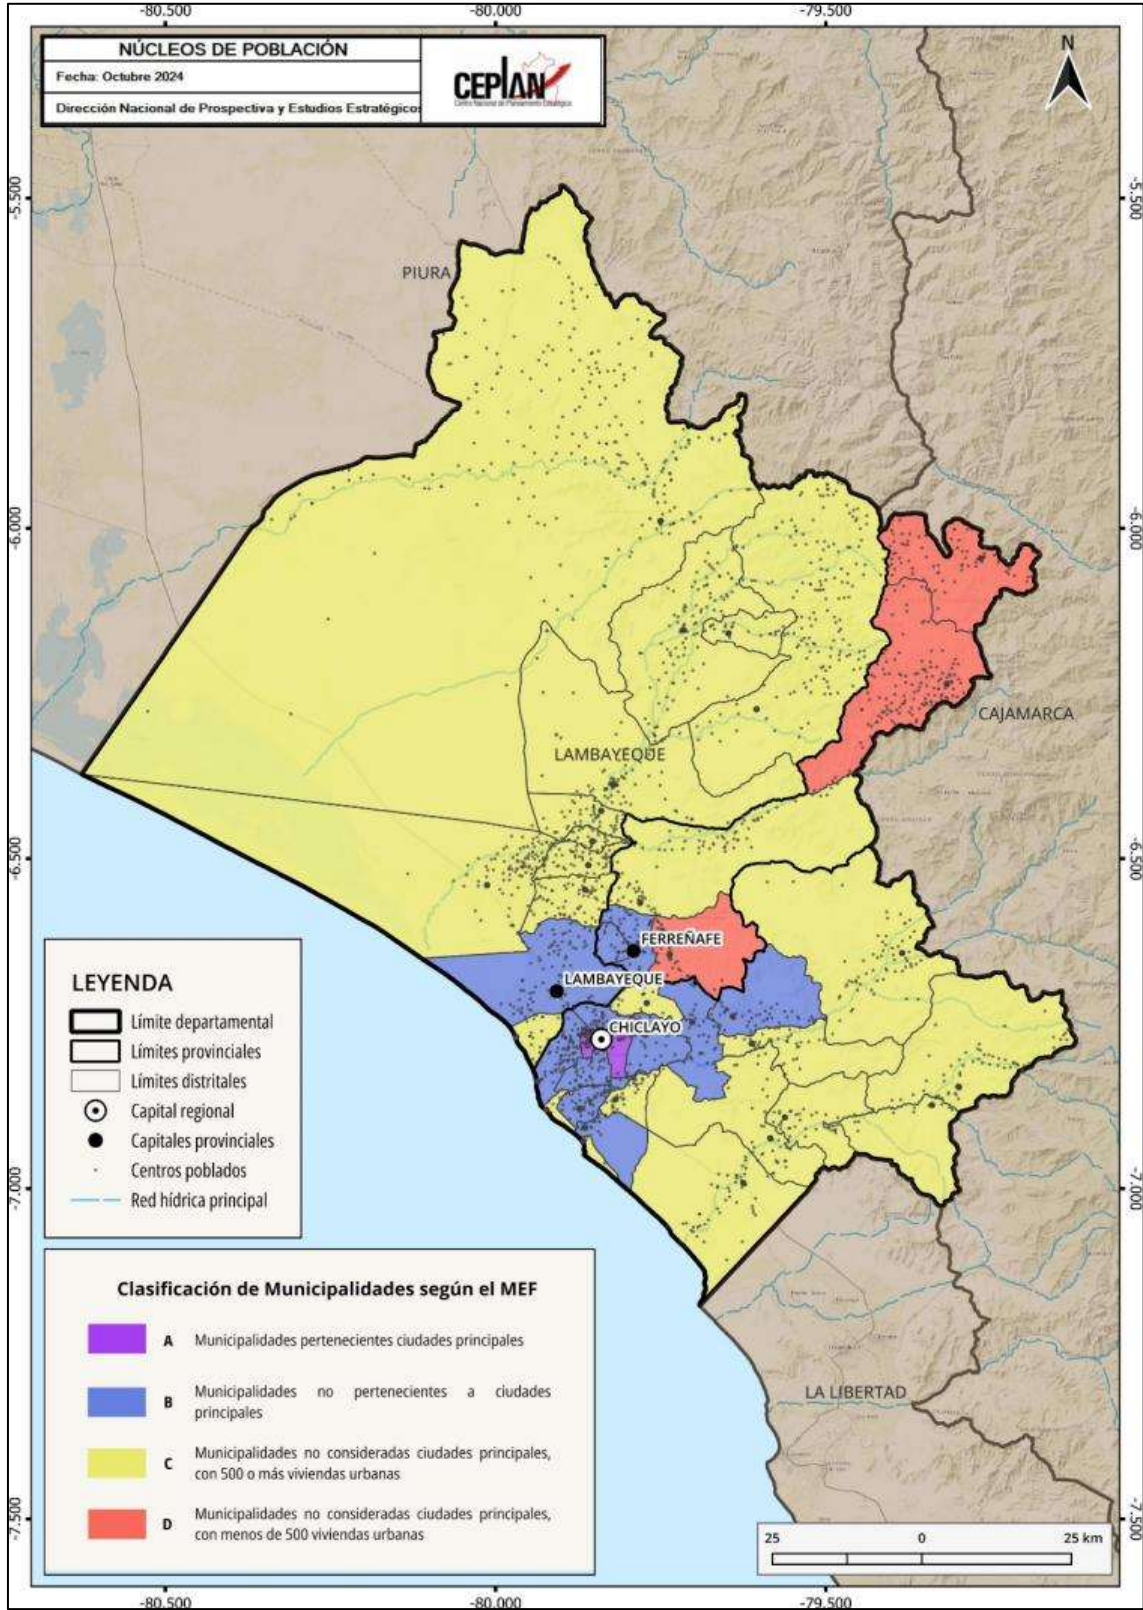 -80.500
-80.000
-79.500
NÚCLEOS DE POBLACIÓN
Fecha: Octubre 2024
Dirección Nacional de Prospectiva y Estudios Estratégicos
CEPLAN
Centro Nacional de Planeamiento Estratégico
N
-5.500
-5.500
PIURA
-6.000
-6.000
CAJAMARCA
LAMBAYEQUE
-6.500
-6.500
FERREÑAFE
LAMBAYEQUE
CHICLAYO
LEYENDA
Límite departamental
Límites provinciales
Límites distritales
Capital regional
Capitales provinciales
Centros poblados
Red hídrica principal
-7.000
-7.000
Clasificación de Municipalidades según el MEF
A Municipalidades pertenecientes ciudades principales
B Municipalidades no pertenecientes a ciudades
principales
C Municipalidades no consideradas ciudades principales,
con 500 o más viviendas urbanas
D Municipalidades no consideradas ciudades principales,
con menos de 500 viviendas urbanas
LA LIBERTAD
-7.500
-7.500
25 0 25 km
-80.500
-80.000
-79.500